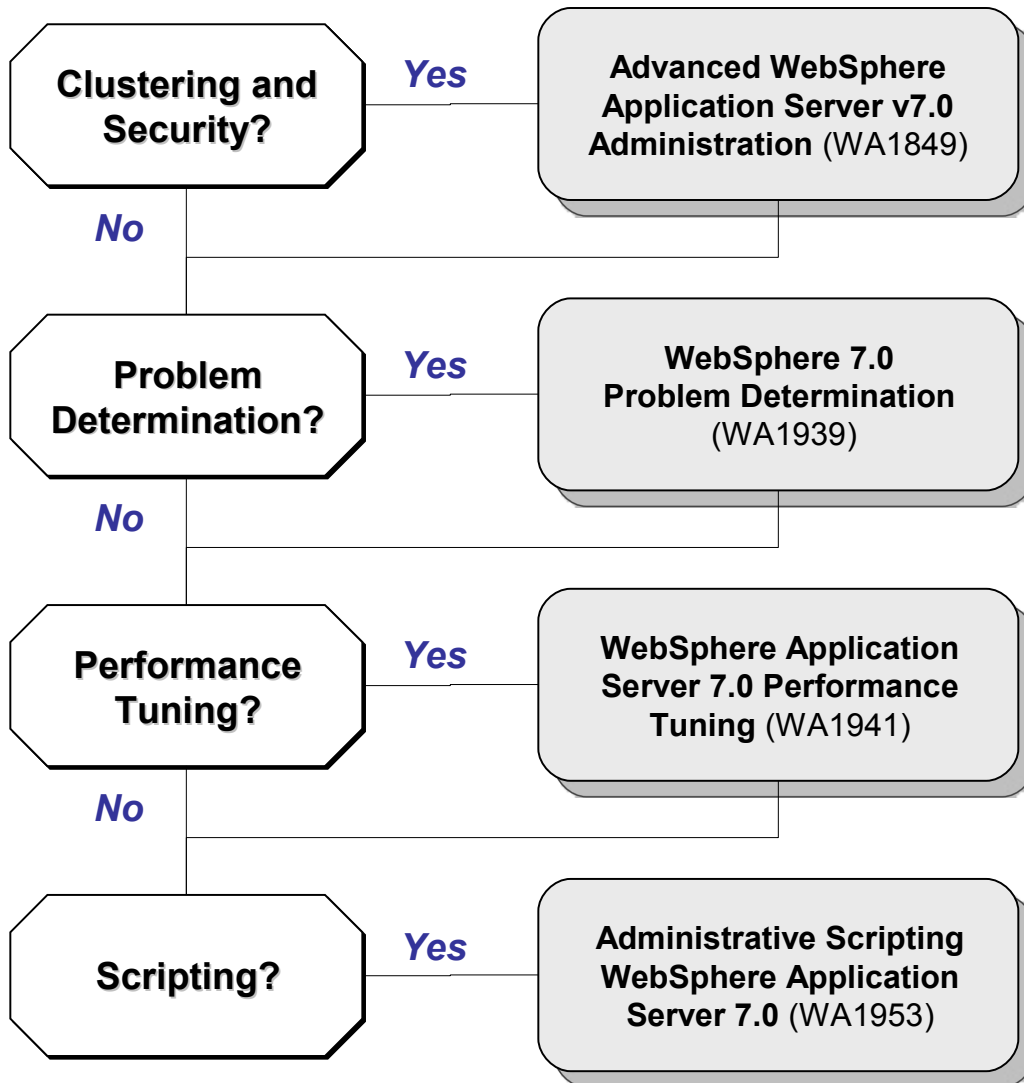 Clustering and
Security?
Yes
Advanced WebSphere
Application Server v7.0
Administration (WA1849)
No
Problem
Determination?
Yes
WebSphere 7.0
Problem Determination
(WA1939)
No
Performance
Tuning?
Yes
WebSphere Application
Server 7.0 Performance
Tuning (WA1941)
No
Scripting?
Yes
Administrative Scripting
WebSphere Application
Server 7.0 (WA1953)